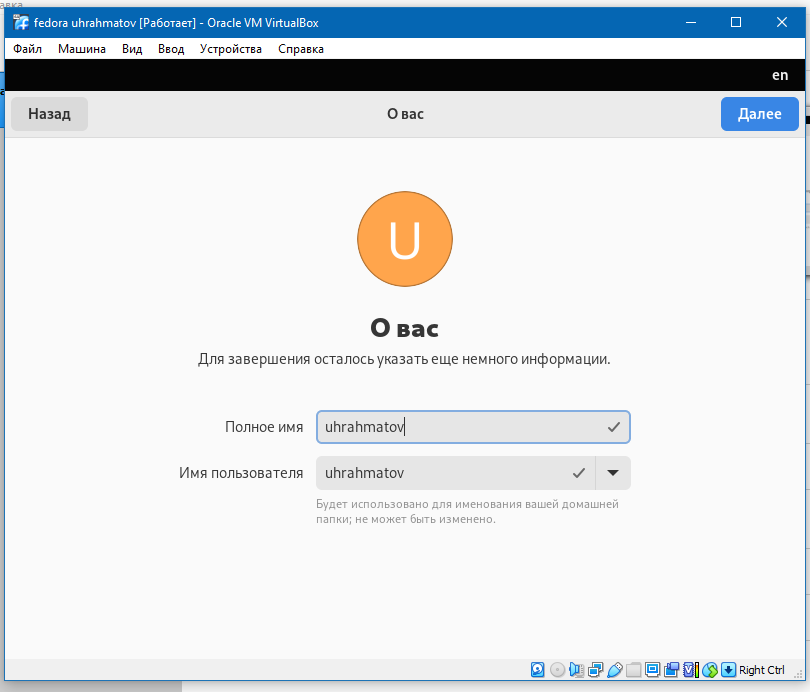 fedora uhrahmatov [Работает] - Oracle VM VirtualBox
Файл Машина Вид Ввод Устройства Справка
en
Назад О вас Далее
U
О вас
Для завершения осталось указать еще немного информации.
Полное имя uhrahmatov
Имя пользователя uhrahmatov
Будет использовано для именования вашей домашней
папки; не может быть изменено.
Right Ctrl